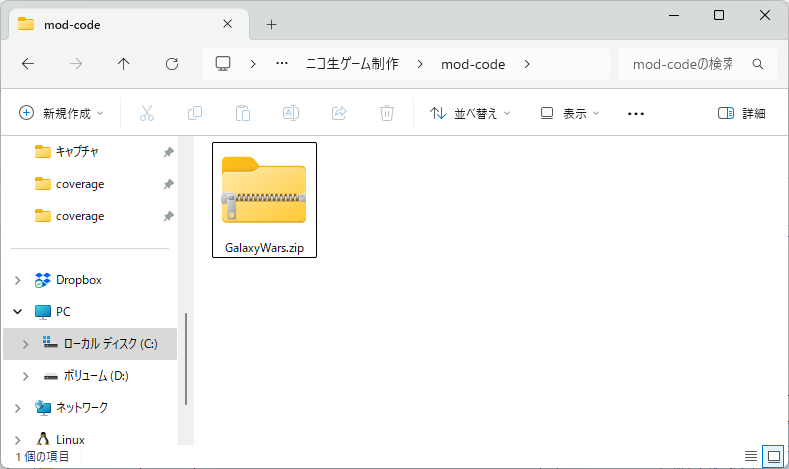 mod-code
… ニコ生ゲーム制作 mod-code mod-codeの検索
新規作成 並べ替え 表示 … 詳細
キャプチャ
coverage
coverage
Dropbox
PC
ローカル ディスク (C:)
ボリューム (D:)
ネットワーク
Linux
GalaxyWars.zip
1 個の項目